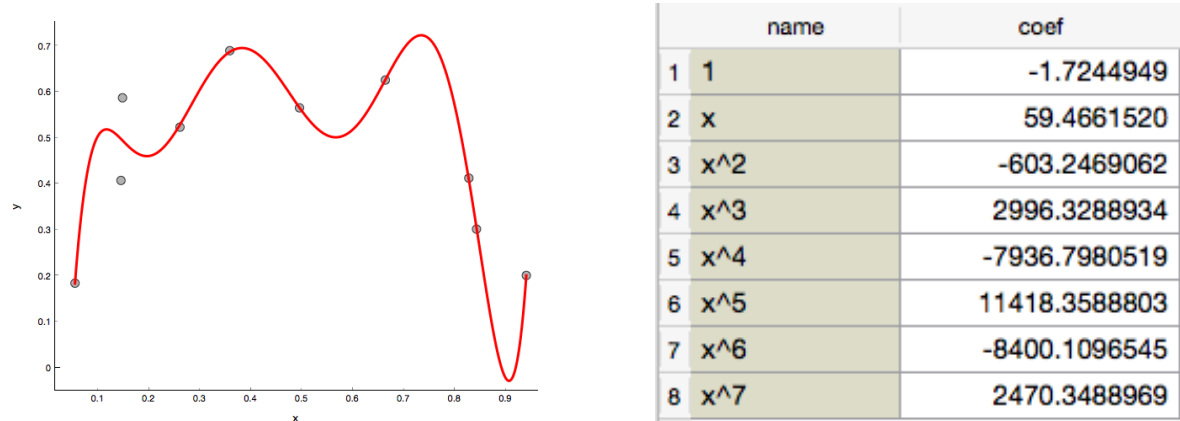 0.7
0.6
0.5
0.4
0.3
0.2
0.1
0
y
0.1 0.2 0.3 0.4 0.5 0.6 0.7 0.8 0.9
x
name coef
1 1 -1.7244949
2 x 59.4661520
3 x^2 -603.2469062
4 x^3 2996.3288934
5 x^4 -7936.7980519
6 x^5 11418.3588803
7 x^6 -8400.1096545
8 x^7 2470.3488969